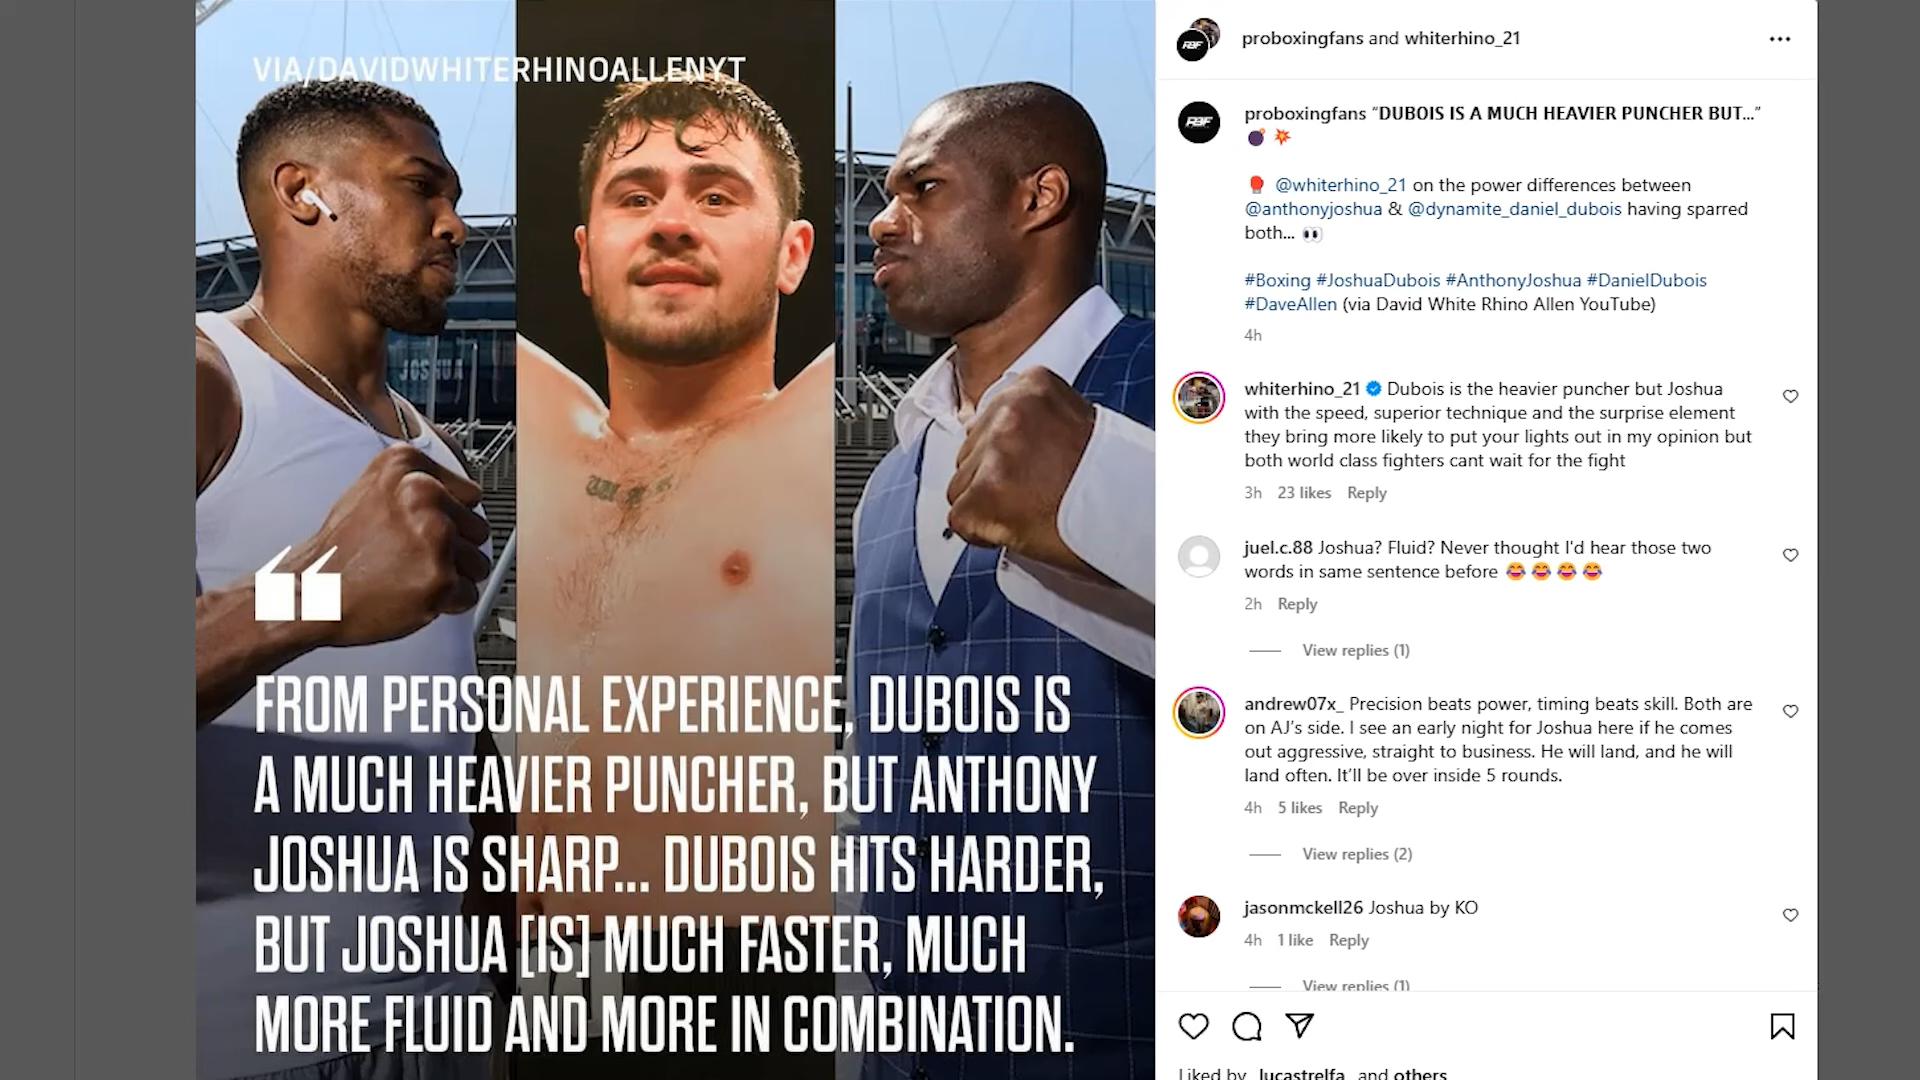 VIA/DAVIDWHITERHINOALLENYT
JOSHUA
“
FROM PERSONAL EXPERIENCE, DUBOIS IS
A MUCH HEAVIER PUNCHER, BUT ANTHONY
JOSHUA IS SHARP... DUBOIS HITS HARDER,
BUT JOSHUA [IS] MUCH FASTER, MUCH
MORE FLUID AND MORE IN COMBINATION.
PBF
proboxingfans and whiterhino_21
PBF
proboxingfans “DUBOIS IS A MUCH HEAVIER PUNCHER BUT...”
💣 💥
🥊 @whiterhino_21 on the power differences between
@anthonyjoshua & @dynamite_daniel_dubois having sparred
both... 👀
#Boxing #JoshuaDubois #AnthonyJoshua #DanielDubois
#DaveAllen (via David White Rhino Allen YouTube)
4h
whiterhino_21 Dubois is the heavier puncher but Joshua
with the speed, superior technique and the surprise element
they bring more likely to put your lights out in my opinion but
both world class fighters cant wait for the fight
3h 23 likes Reply
juel.c.88 Joshua? Fluid? Never thought I'd hear those two
words in same sentence before 😂 😂 😂 😂
2h Reply
View replies (1)
andrew07x_ Precision beats power, timing beats skill. Both are
on AJ’s side. I see an early night for Joshua here if he comes
out aggressive, straight to business. He will land, and he will
land often. It’ll be over inside 5 rounds.
4h 5 likes Reply
View replies (2)
jasonmckell26 Joshua by KO
4h 1 like Reply
View replies (1)
Liked by lucastrelfa and others